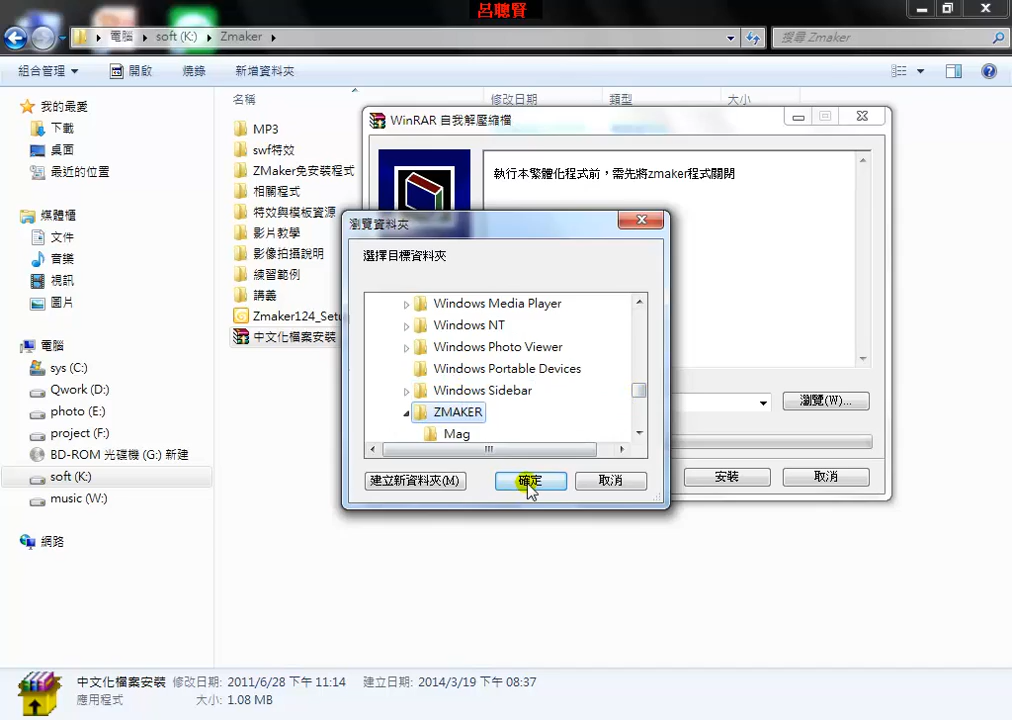 呂聰賢
電腦 soft (K:) Zmaker
搜尋 Zmaker
組合管理 開啟 燒錄 新增資料夾
名稱 修改日期 類型 大小
我的最愛
下載
桌面
最近的位置
媒體櫃
文件
音樂
視訊
圖片
電腦
sys (C:)
Qwork (D:)
photo (E:)
project (F:)
BD-ROM 光碟機 (G:) 新建
soft (K:)
music (W:)
網路
MP3
swf特效
ZMaker免安裝程式
相關程式
特效與模板資源
影片教學
影像拍攝說明
練習範例
講義
Zmaker124_Setu
中文化檔案安裝
WinRAR 自我解壓縮檔
執行本繁體化程式前，需先將zmaker程式關閉
瀏覽(W)...
安裝 取消
瀏覽資料夾
選擇目標資料夾
Windows Media Player
Windows NT
Windows Photo Viewer
Windows Portable Devices
Windows Sidebar
ZMAKER
Mag
建立新資料夾(M) 確定 取消
中文化檔案安裝 修改日期: 2011/6/28 下午 11:14 建立日期: 2014/3/19 下午 08:37
應用程式 大小: 1.08 MB